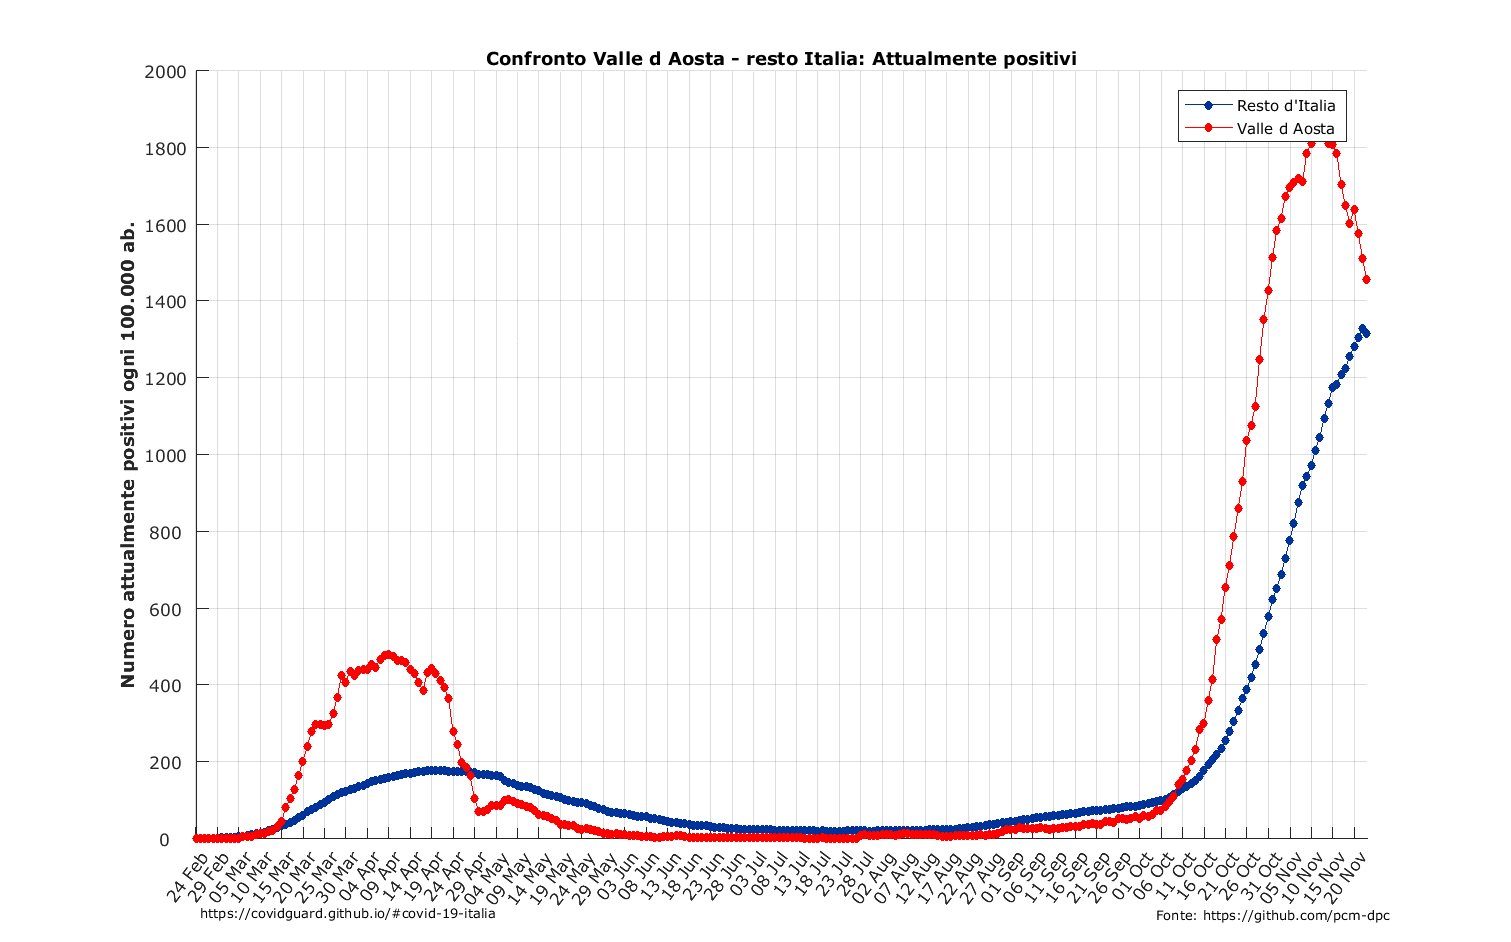 Confronto Valle d Aosta - resto Italia: Attualmente positivi
Numero attualmente positivi ogni 100.000 ab.
2000
1800
1600
1400
1200
1000
800
600
400
200
0
Resto d'Italia
Valle d Aosta
24 Feb
29 Feb
05 Mar
10 Mar
15 Mar
20 Mar
25 Mar
30 Mar
04 Apr
09 Apr
14 Apr
19 Apr
24 Apr
29 Apr
04 May
09 May
14 May
19 May
24 May
29 May
03 Jun
08 Jun
13 Jun
18 Jun
23 Jun
28 Jun
03 Jul
08 Jul
13 Jul
18 Jul
23 Jul
28 Jul
02 Aug
07 Aug
12 Aug
17 Aug
22 Aug
27 Aug
01 Sep
06 Sep
11 Sep
16 Sep
21 Sep
26 Sep
01 Oct
06 Oct
11 Oct
16 Oct
21 Oct
26 Oct
31 Oct
05 Nov
10 Nov
15 Nov
20 Nov
https://covidguard.github.io/#covid-19-italia
Fonte: https://github.com/pcm-dpc